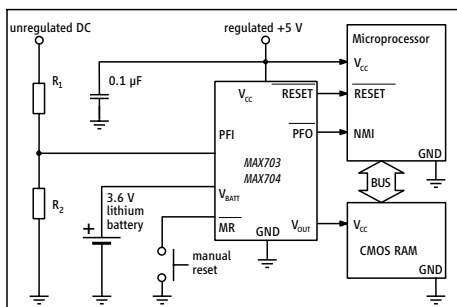 unregulated DC
regulated +5 V
Microprocessor
R1
0.1 µF
VCC
RESET
VCC
RESET
PFI
PFO
NMI
MAX703
MAX704
GND
R2
3.6 V
lithium
battery
VBATT
BUS
+
MR
GND
VOUT
VCC
manual
reset
CMOS RAM
GND